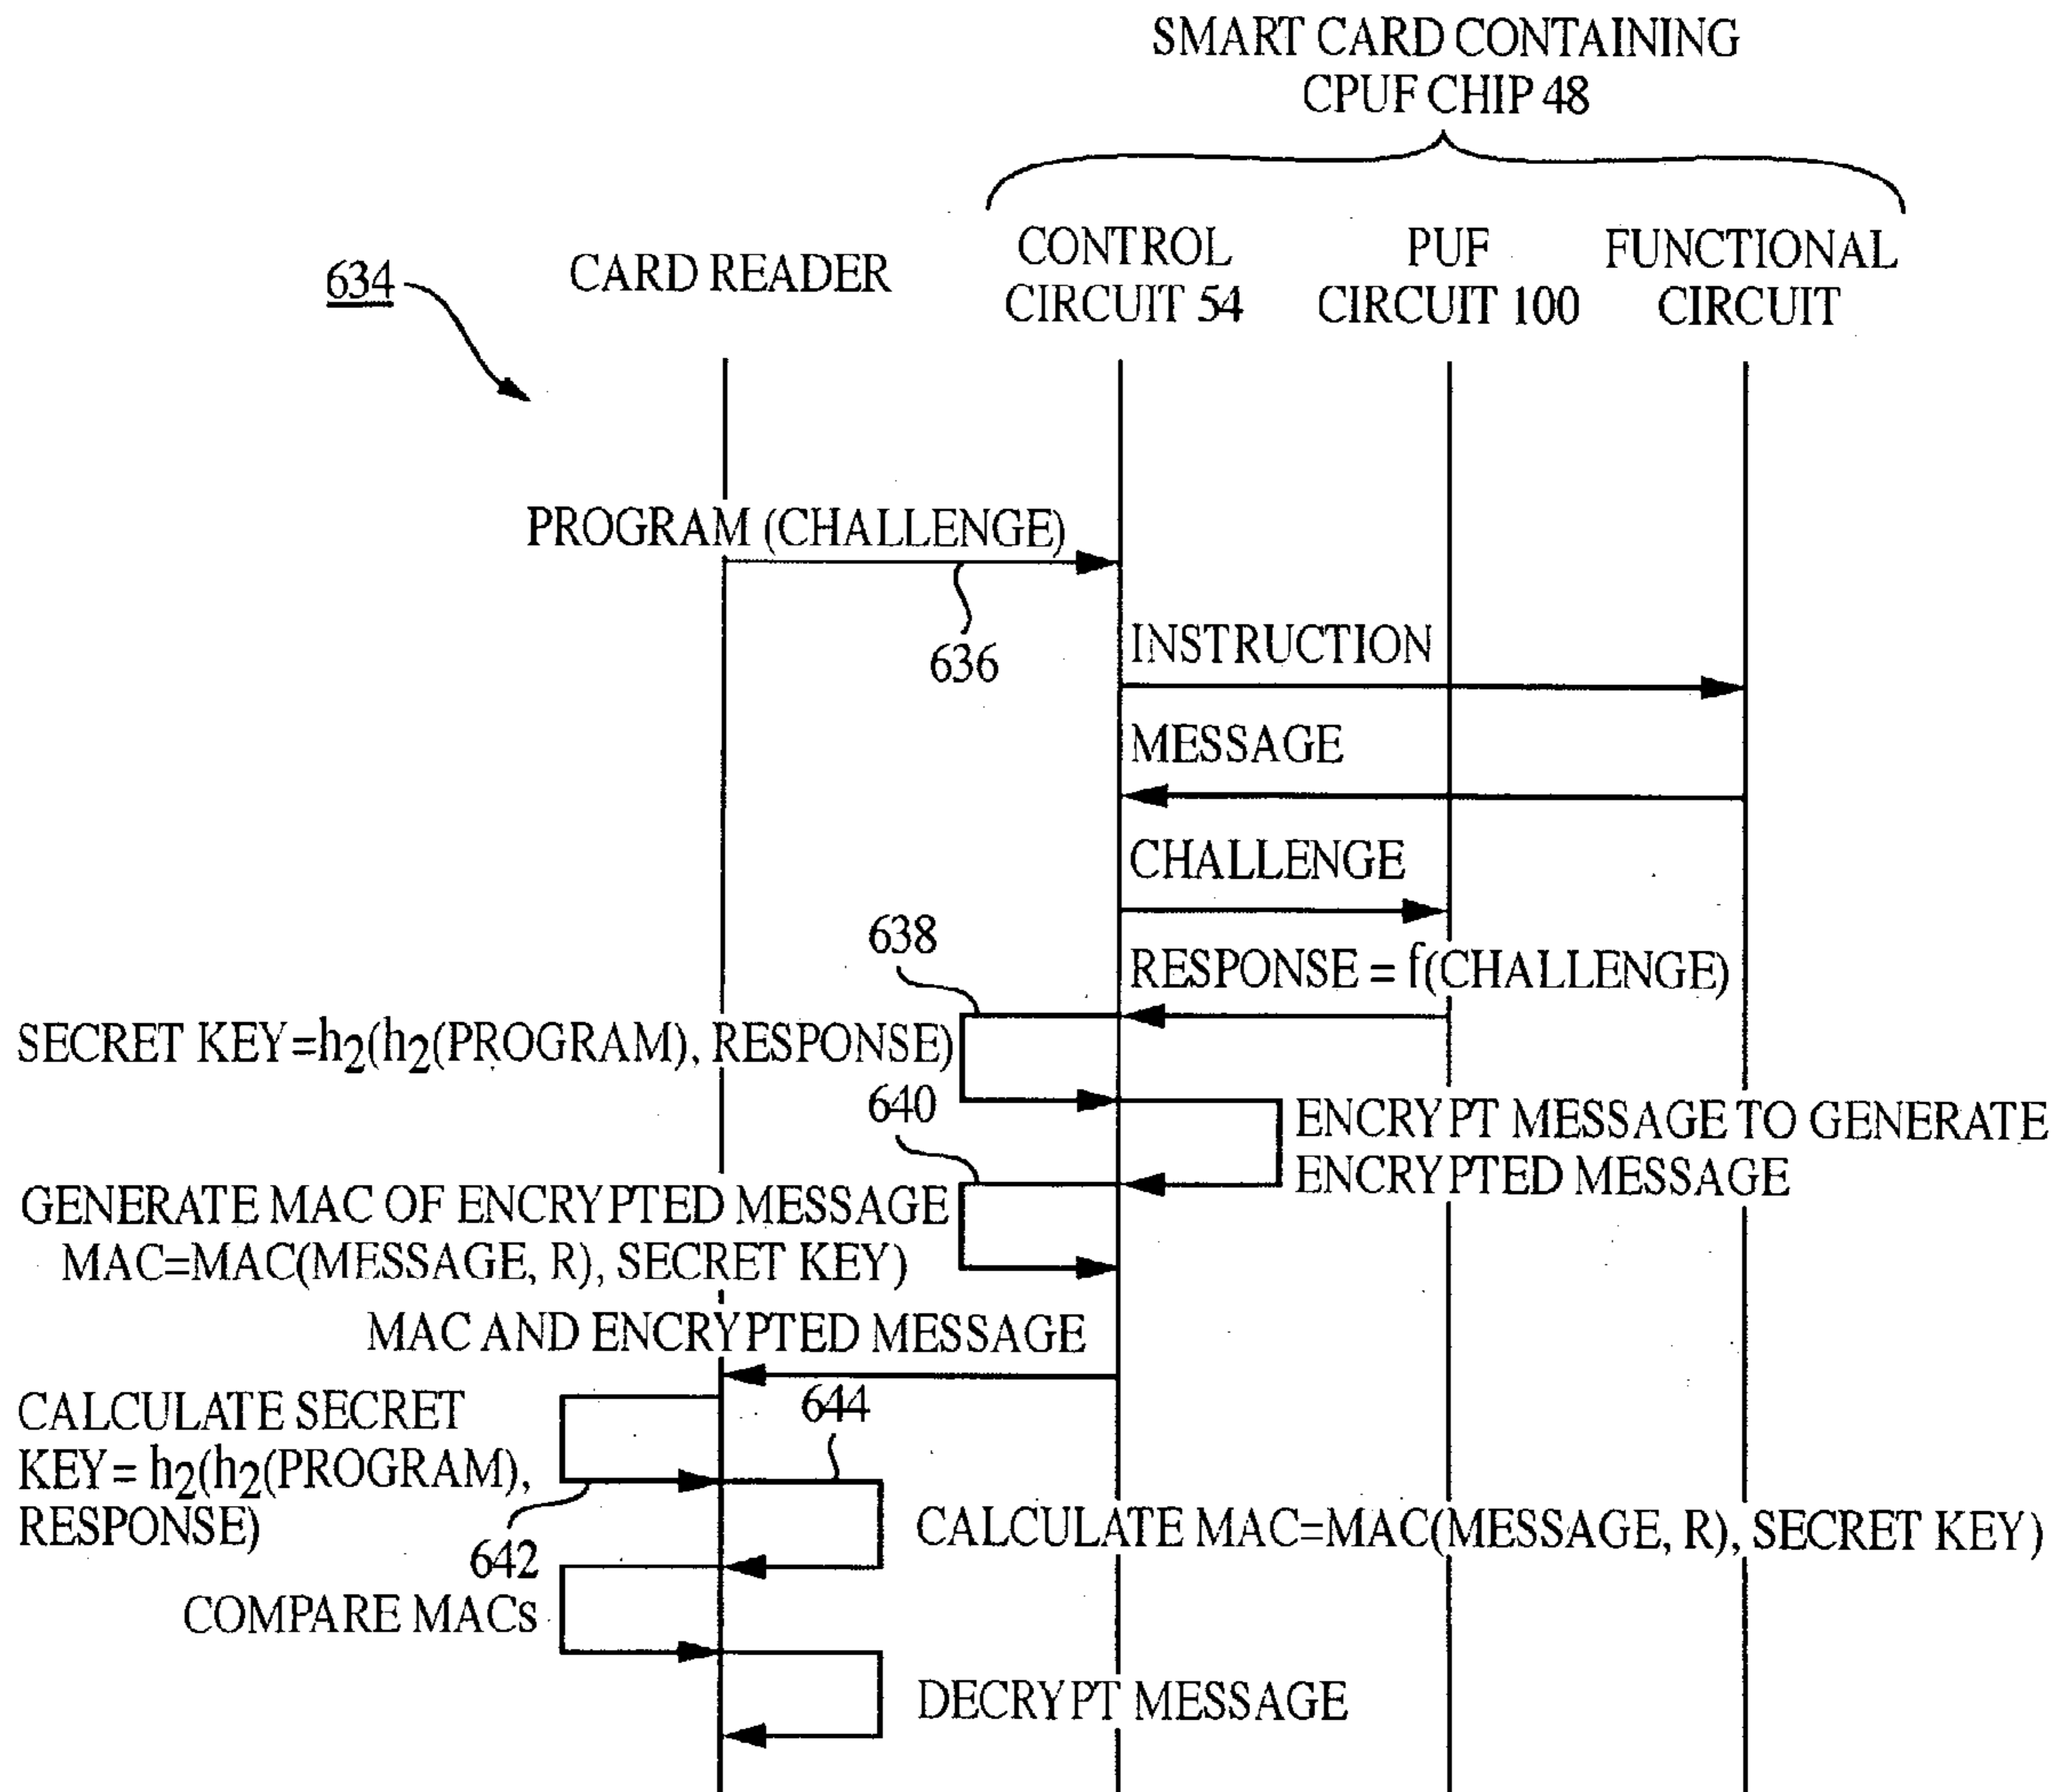 SMART CARD CONTAINING
CPUF CHIP 48
634
CARD READER
CONTROL
CIRCUIT 54
PUF
CIRCUIT 100
FUNCTIONAL
CIRCUIT
PROGRAM (CHALLENGE)
636
INSTRUCTION
MESSAGE
CHALLENGE
638
RESPONSE = f(CHALLENGE)
SECRET KEY=h2(h2(PROGRAM), RESPONSE)
640
ENCRYPT MESSAGE TO GENERATE
ENCRYPTED MESSAGE
GENERATE MAC OF ENCRYPTED MESSAGE
MAC=MAC(MESSAGE, R), SECRET KEY)
MAC AND ENCRYPTED MESSAGE
644
CALCULATE SECRET
KEY= h2(h2(PROGRAM),
RESPONSE)
642
CALCULATE MAC=MAC(MESSAGE, R), SECRET KEY)
COMPARE MACs
DECRYPT MESSAGE